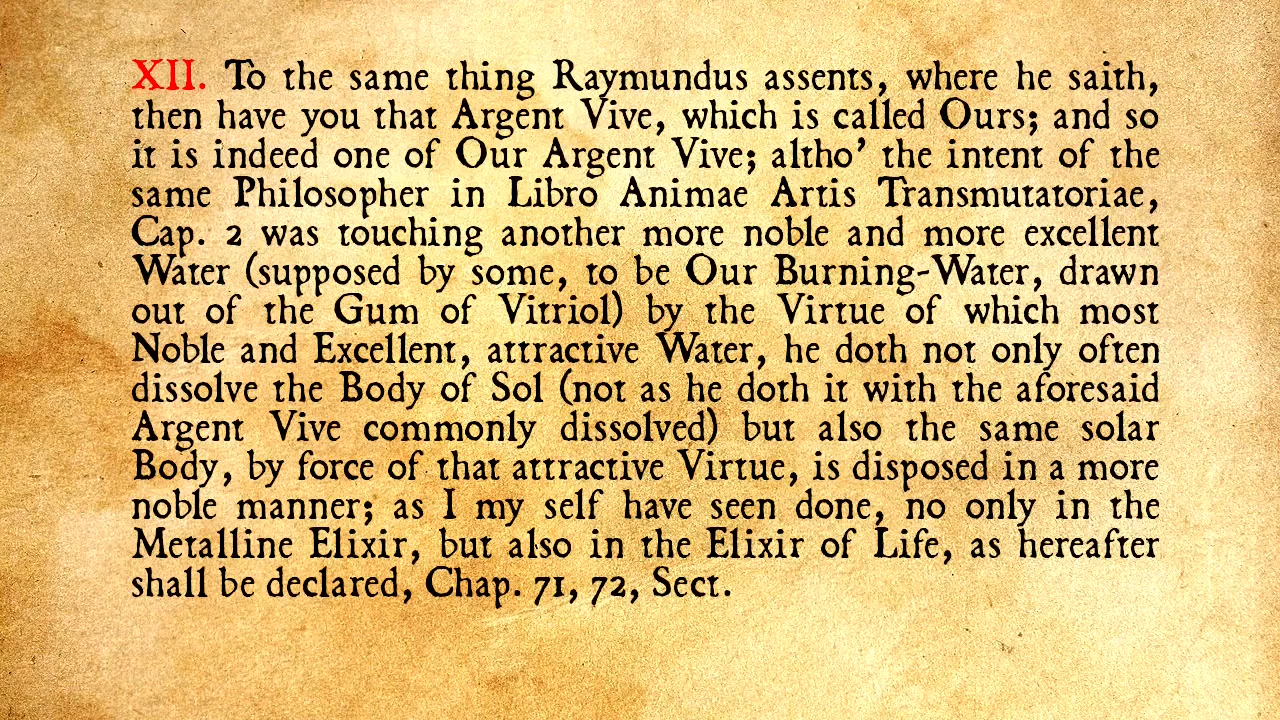 XII. To the same thing Raymundus assents, where he saith,
then have you that Argent Vive, which is called Ours; and so
it is indeed one of Our Argent Vive; altho' the intent of the
same Philosopher in Libro Animae Artis Transmutatoriae,
Cap. 2 was touching another more noble and more excellent
Water (supposed by some, to be Our Burning-Water, drawn
out of the Gum of Vitriol) by the Virtue of which most
Noble and Excellent, attractive Water, he doth not only often
dissolve the Body of Sol (not as he doth it with the aforesaid
Argent Vive commonly dissolved) but also the same solar
Body, by force of that attractive Virtue, is disposed in a more
noble manner; as I my self have seen done, no only in the
Metalline Elixir, but also in the Elixir of Life, as hereafter
shall be declared, Chap. 71, 72, Sect.